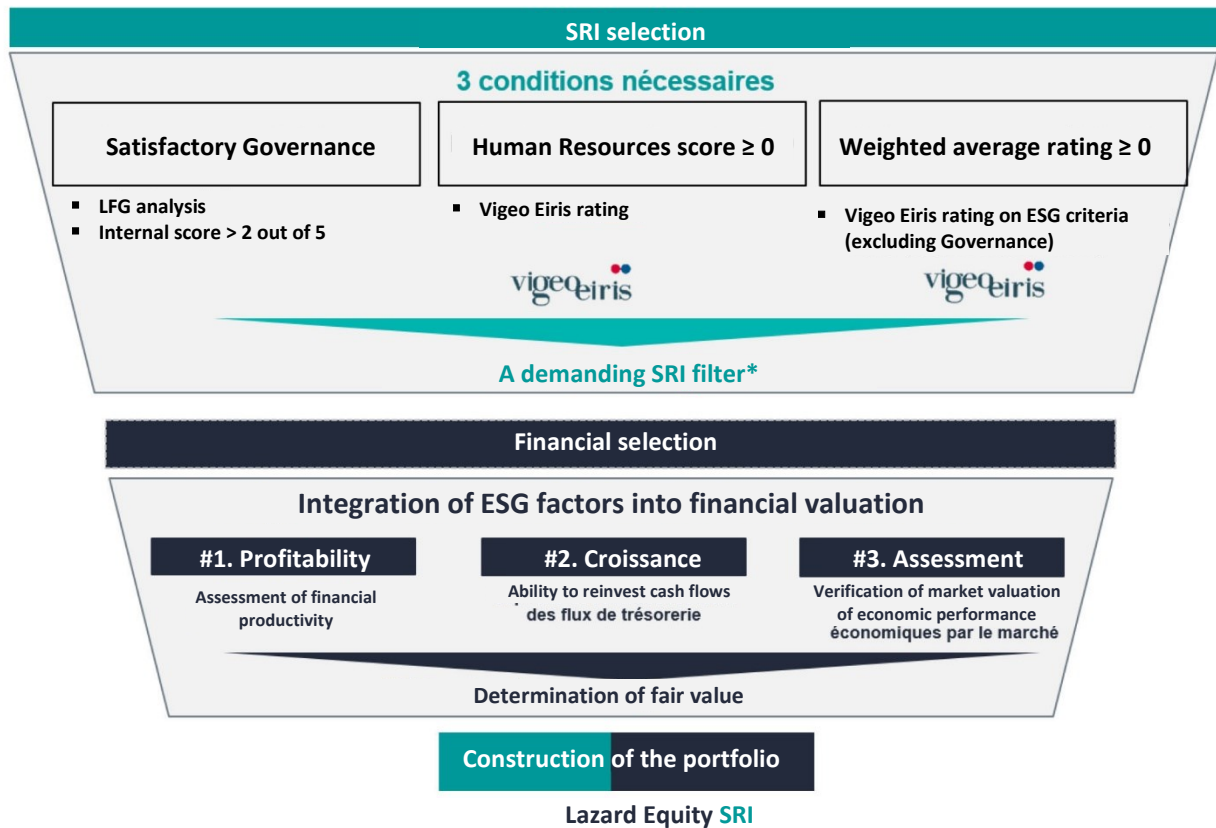 SRI selection
3 conditions nécessaires
Satisfactory Governance
Human Resources score ≥ 0
Weighted average rating ≥ 0
▪ LFG analysis
▪ Internal score > 2 out of 5
▪ Vigeo Eiris rating
▪ Vigeo Eiris rating on ESG criteria
(excluding Governance)
vigeoeiris
vigeoeiris
A demanding SRI filter*
Financial selection
Integration of ESG factors into financial valuation
#1. Profitability
#2. Croissance
#3. Assessment
Assessment of financial
productivity
Ability to reinvest cash flows
des flux de trésorerie
Verification of market valuation
of economic performance
économiques par le marché
Determination of fair value
Construction of the portfolio
Lazard Equity SRI